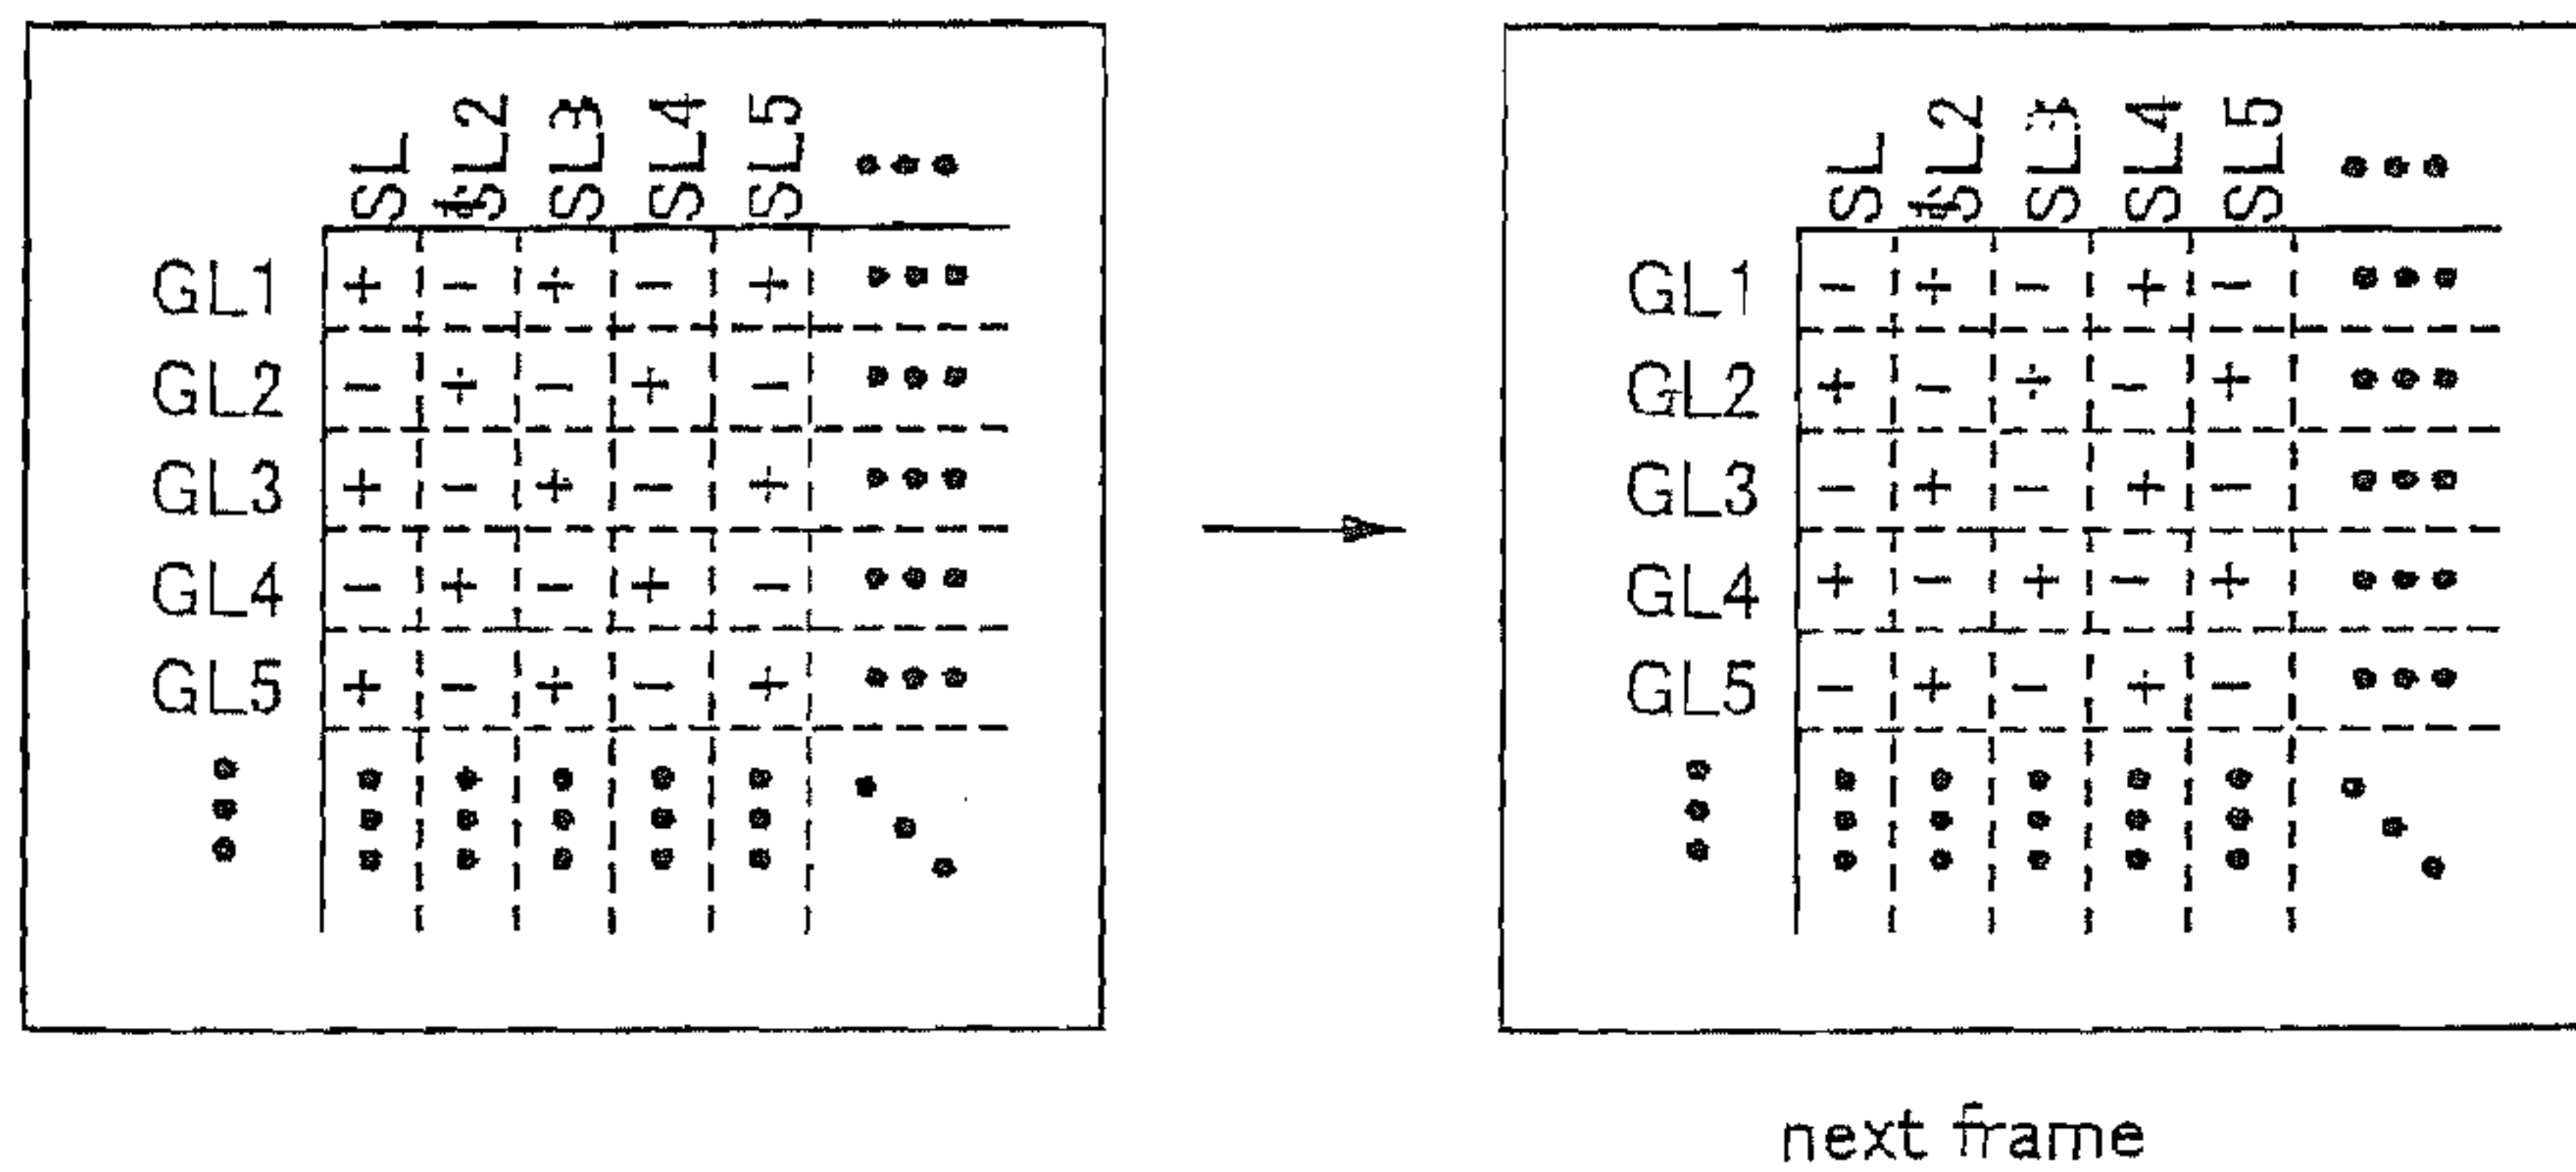 SL1 SL2 SL3 SL4 SL5 •••
GL1 + - + - + •••
GL2 - + - + - •••
GL3 + - + - + •••
GL4 - + - + - •••
GL5 + - + - + •••
SL1 SL2 SL3 SL4 SL5 •••
GL1 - + - + - •••
GL2 + - + - + •••
GL3 - + - + - •••
GL4 + - + - + •••
GL5 - + - + - •••
next frame